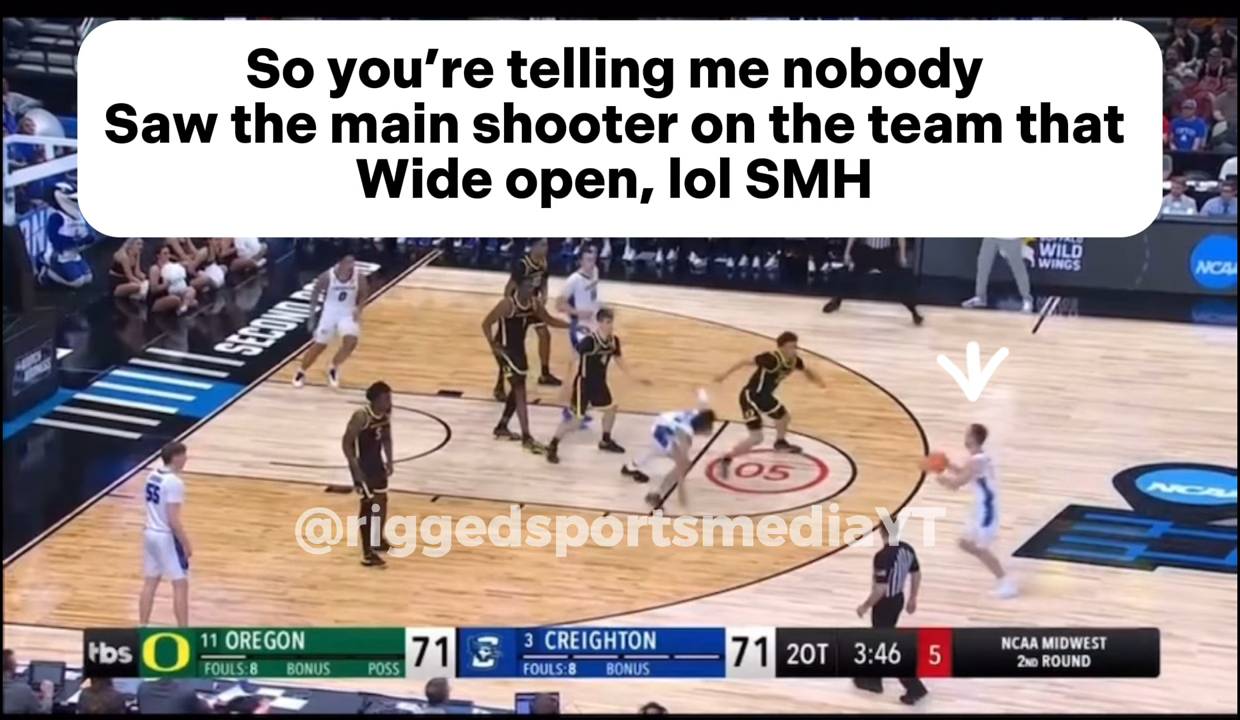 So you’re telling me nobody
Saw the main shooter on the team that
Wide open, lol SMH
WILD
WINGS
NCAA
SECOND
0
5
55
05
NCAA
@riggedsportsmediaYT
tbs
11 OREGON
FOULS:8 BONUS POSS
71
3 CREIGHTON
FOULS:8 BONUS
71
2OT
3:46
5
NCAA MIDWEST
2ND ROUND